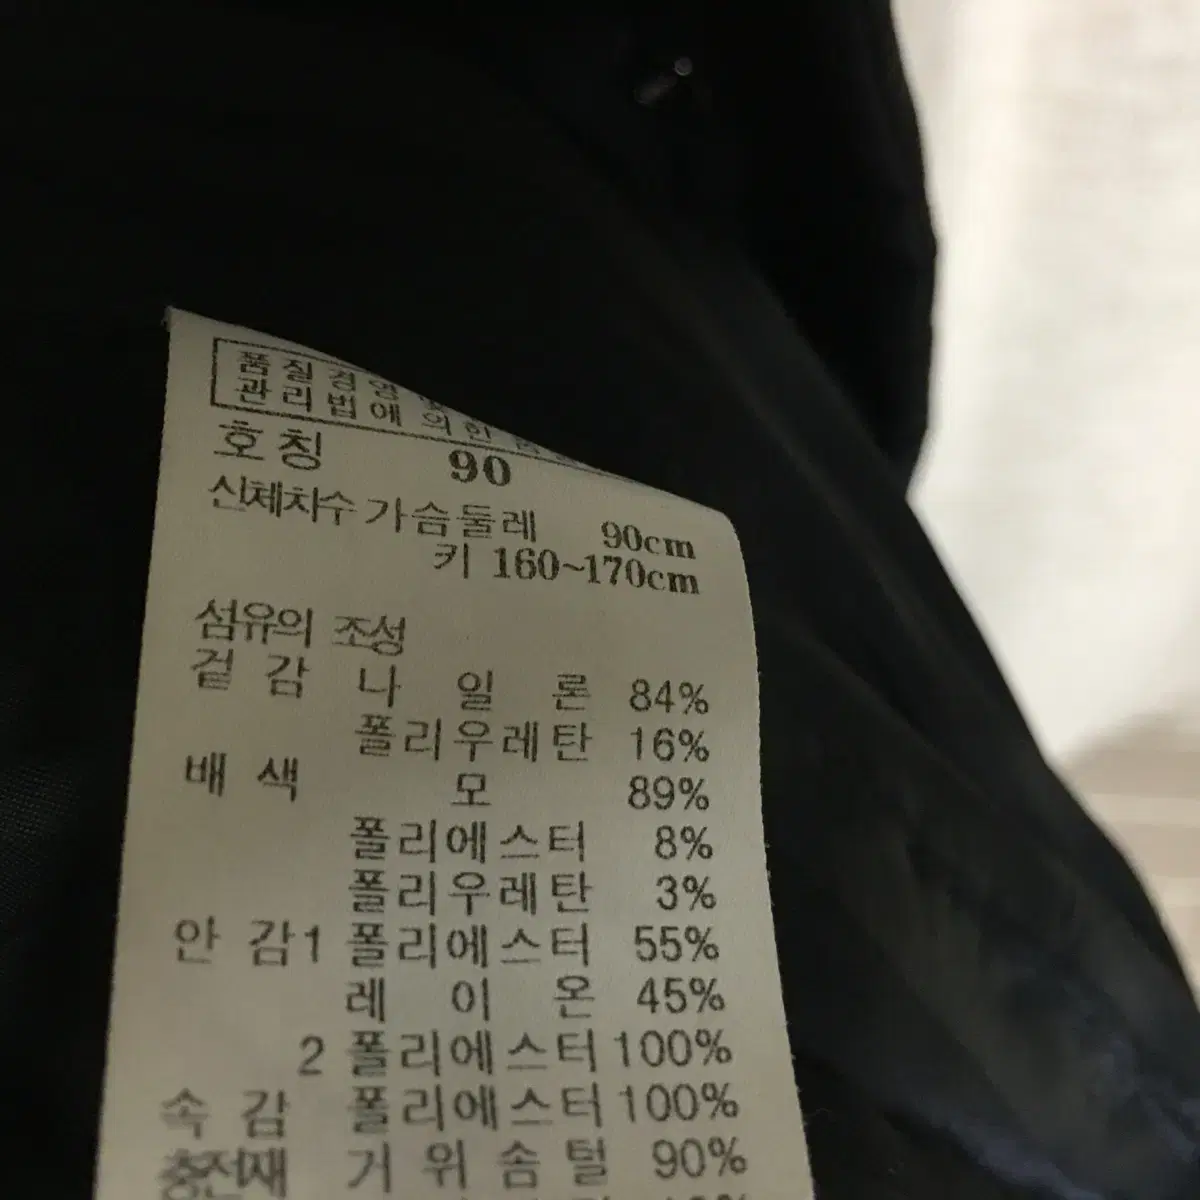 품질경영
관리법에 의한
호칭 90
신체치수 가슴둘레 90cm
키 160~170cm
섬유의 조성
겉감 나일론 84%
폴리우레탄 16%
배색 모 89%
폴리에스터 8%
폴리우레탄 3%
안감1 폴리에스터 55%
레이온 45%
2 폴리에스터 100%
속감 폴리에스터 100%
충전재 거위솜털 90%